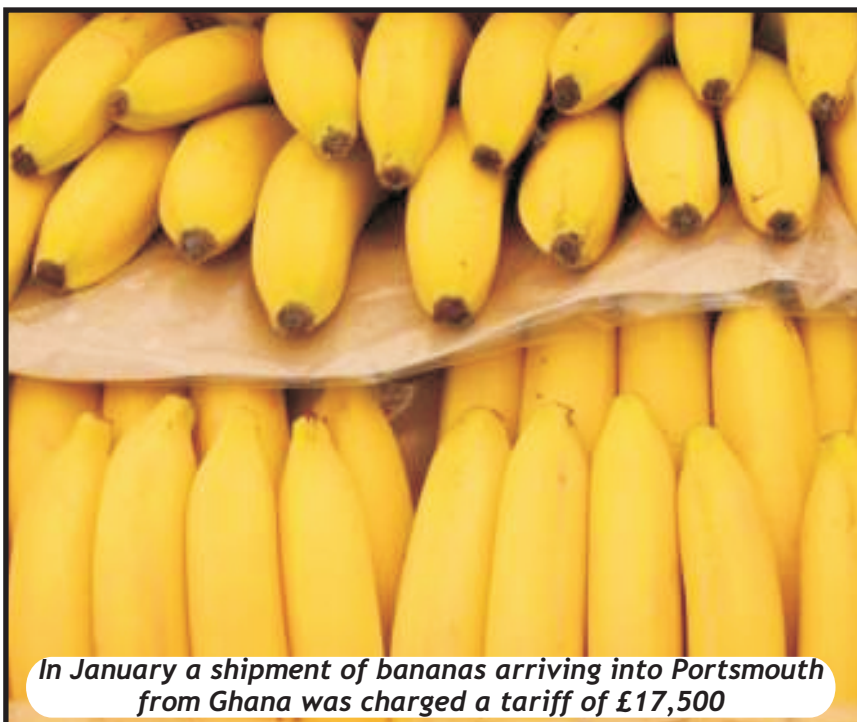 In January a shipment of bananas arriving into Portsmouth
from Ghana was charged a tariff of £17,500